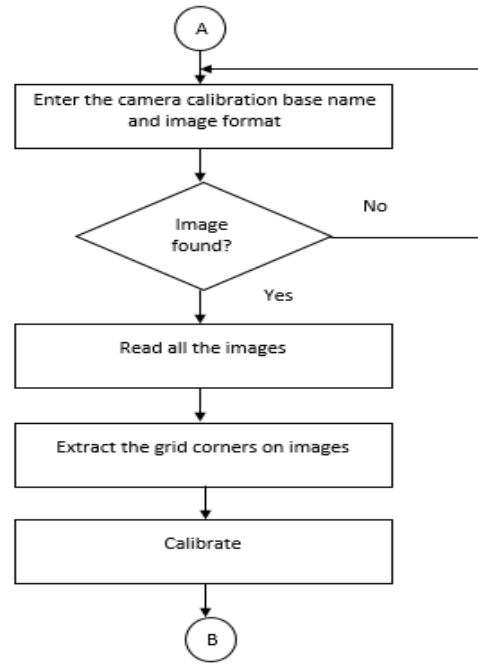 A
Enter the camera calibration base name
and image format
Image
found?
No
Yes
Read all the images
Extract the grid corners on images
Calibrate
B